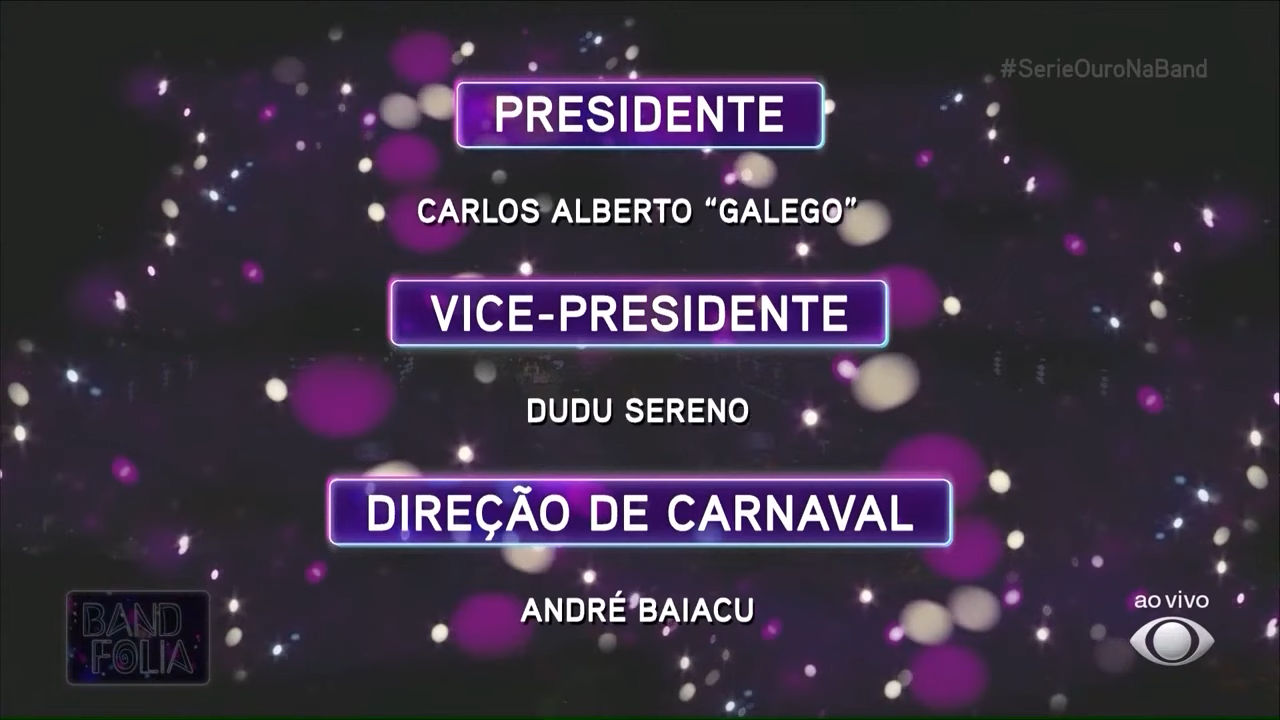 #SerieOuroNaBand
PRESIDENTE
CARLOS ALBERTO “GALEGO”
VICE-PRESIDENTE
DUDU SERENO
DIREÇÃO DE CARNAVAL
ANDRÉ BAIACU
BAND
FOLIA
ao vivo